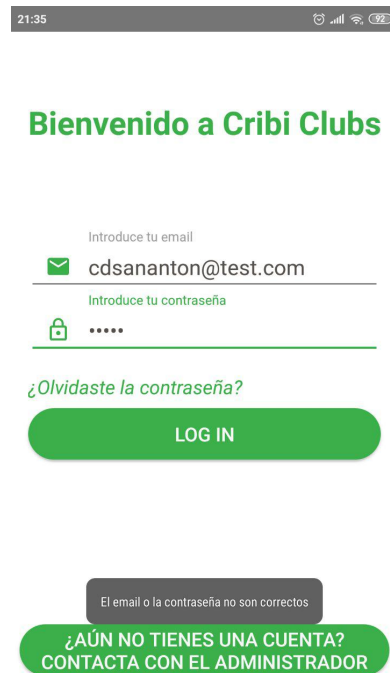 21:35 92
Bienvenido a Cribi Clubs
Introduce tu email
cdsananton@test.com
Introduce tu contraseña
•••••
¿Olvidaste la contraseña?
LOG IN
El email o la contraseña no son correctos
¿AÚN NO TIENES UNA CUENTA?
CONTACTA CON EL ADMINISTRADOR